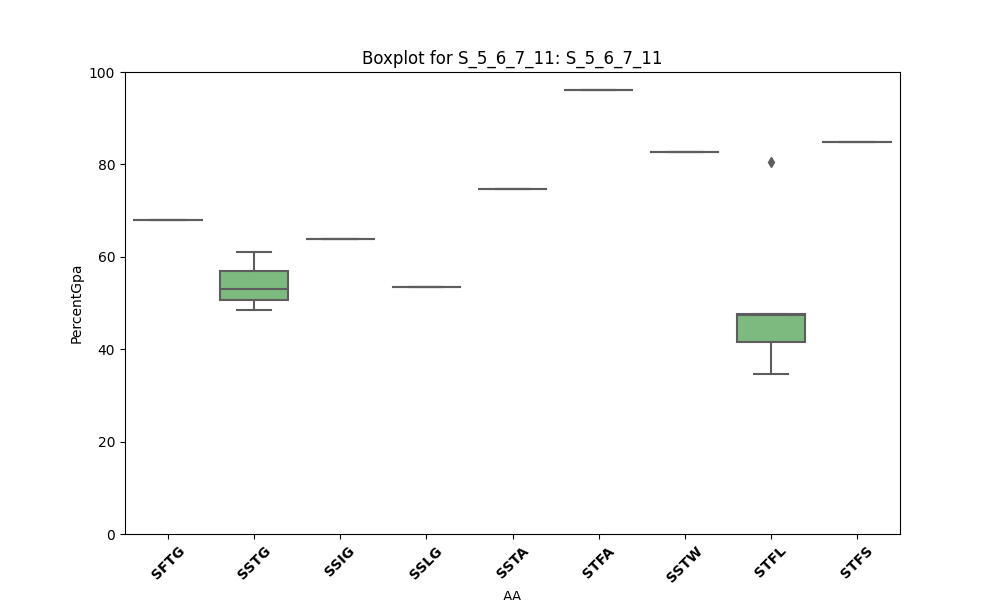 Boxplot for S_5_6_7_11: S_5_6_7_11
PercentGpa
100
80
60
40
20
0
SFTG
SSTG
SSIG
SSLG
SSTA
STFA
SSTW
STFL
STFS
AA